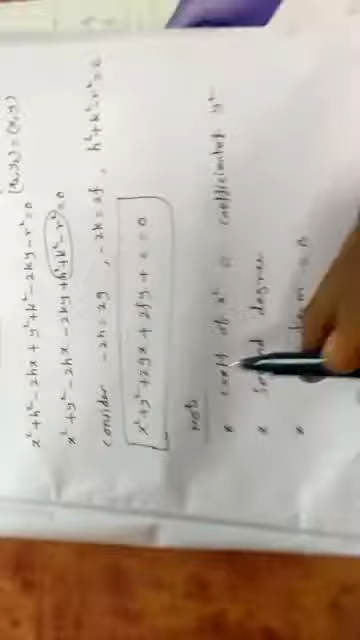 (x₁,y₁) = (x,y)
x²+h²-2hx+y²+k²-2ky-r²=0
x²+y²-2hx-2ky+h²+k²-r²=0
consider -2h=2g, -2k=2f, h²+k²-r²=c
x²+y²+2gx+2fy+c=0
Note
* coeff of x² = coefficient of y²
* degree
* = 0